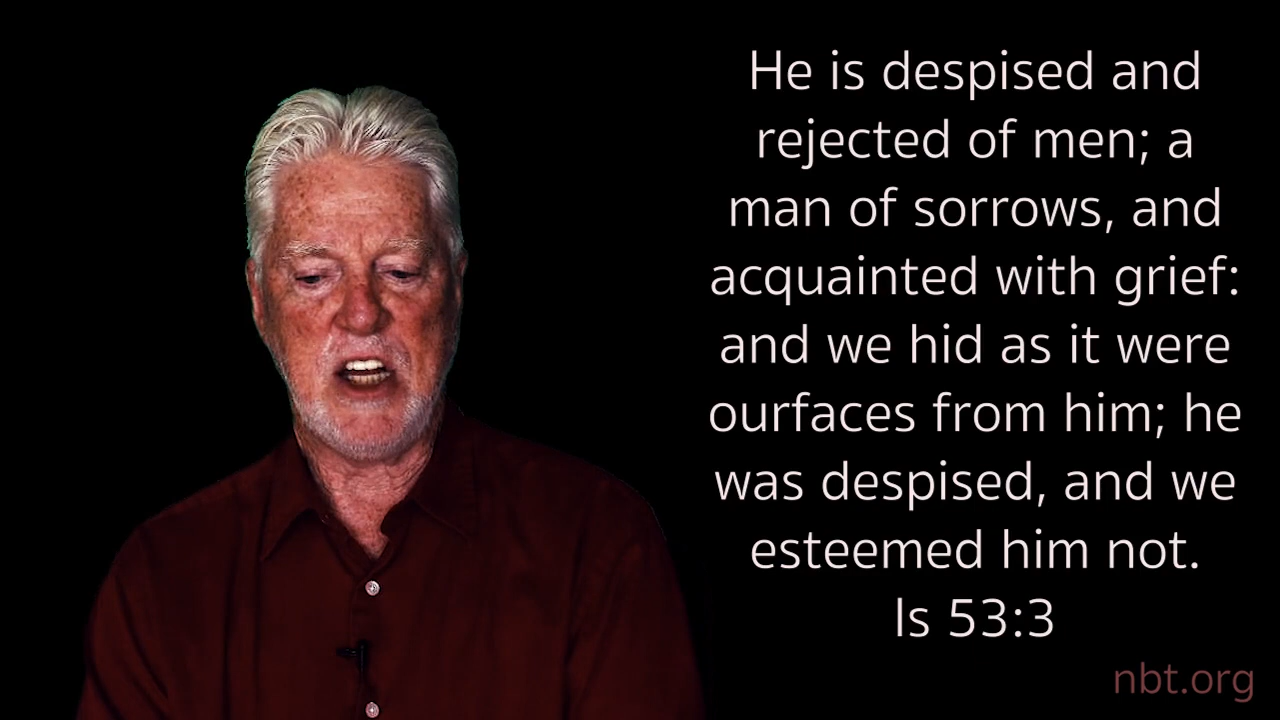 He is despised and
rejected of men; a
man of sorrows, and
acquainted with grief:
and we hid as it were
ourfaces from him; he
was despised, and we
esteemed him not.
Is 53:3
nbt.org